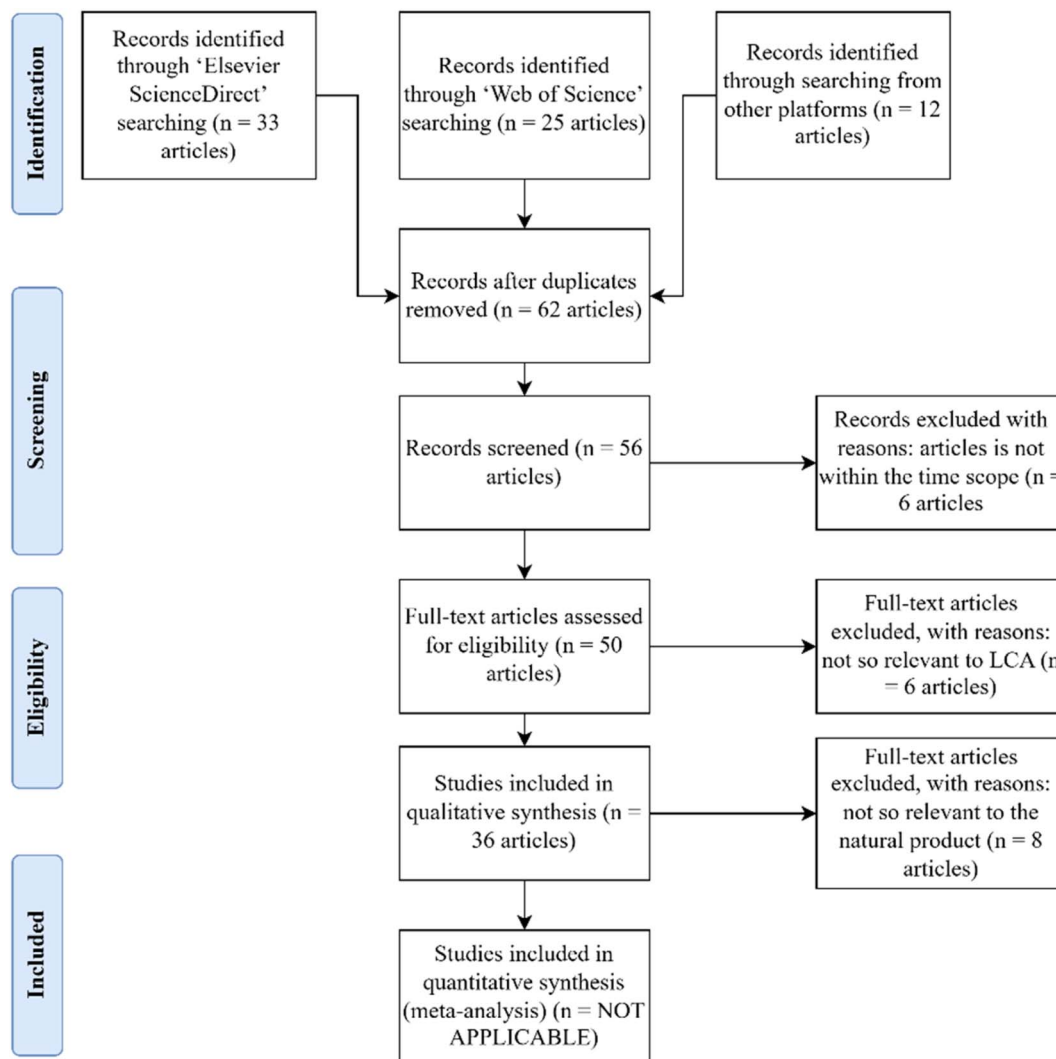 Identification
Records identified
through ‘Elsevier
ScienceDirect’
searching (n = 33
articles)
Records identified
through ‘Web of Science’
searching (n = 25 articles)
Records identified
through searching from
other platforms (n = 12
articles)
Records after duplicates
removed (n = 62 articles)
Screening
Records screened (n = 56
articles)
Records excluded with
reasons: articles is not
within the time scope (n =
6 articles
Eligibility
Full-text articles assessed
for eligibility (n = 50
articles)
Full-text articles
excluded, with reasons:
not so relevant to LCA (n
= 6 articles)
Studies included in
qualitative synthesis (n =
36 articles)
Full-text articles
excluded, with reasons:
not so relevant to the
natural product (n = 8
articles)
Included
Studies included in
quantitative synthesis
(meta-analysis) (n = NOT
APPLICABLE)